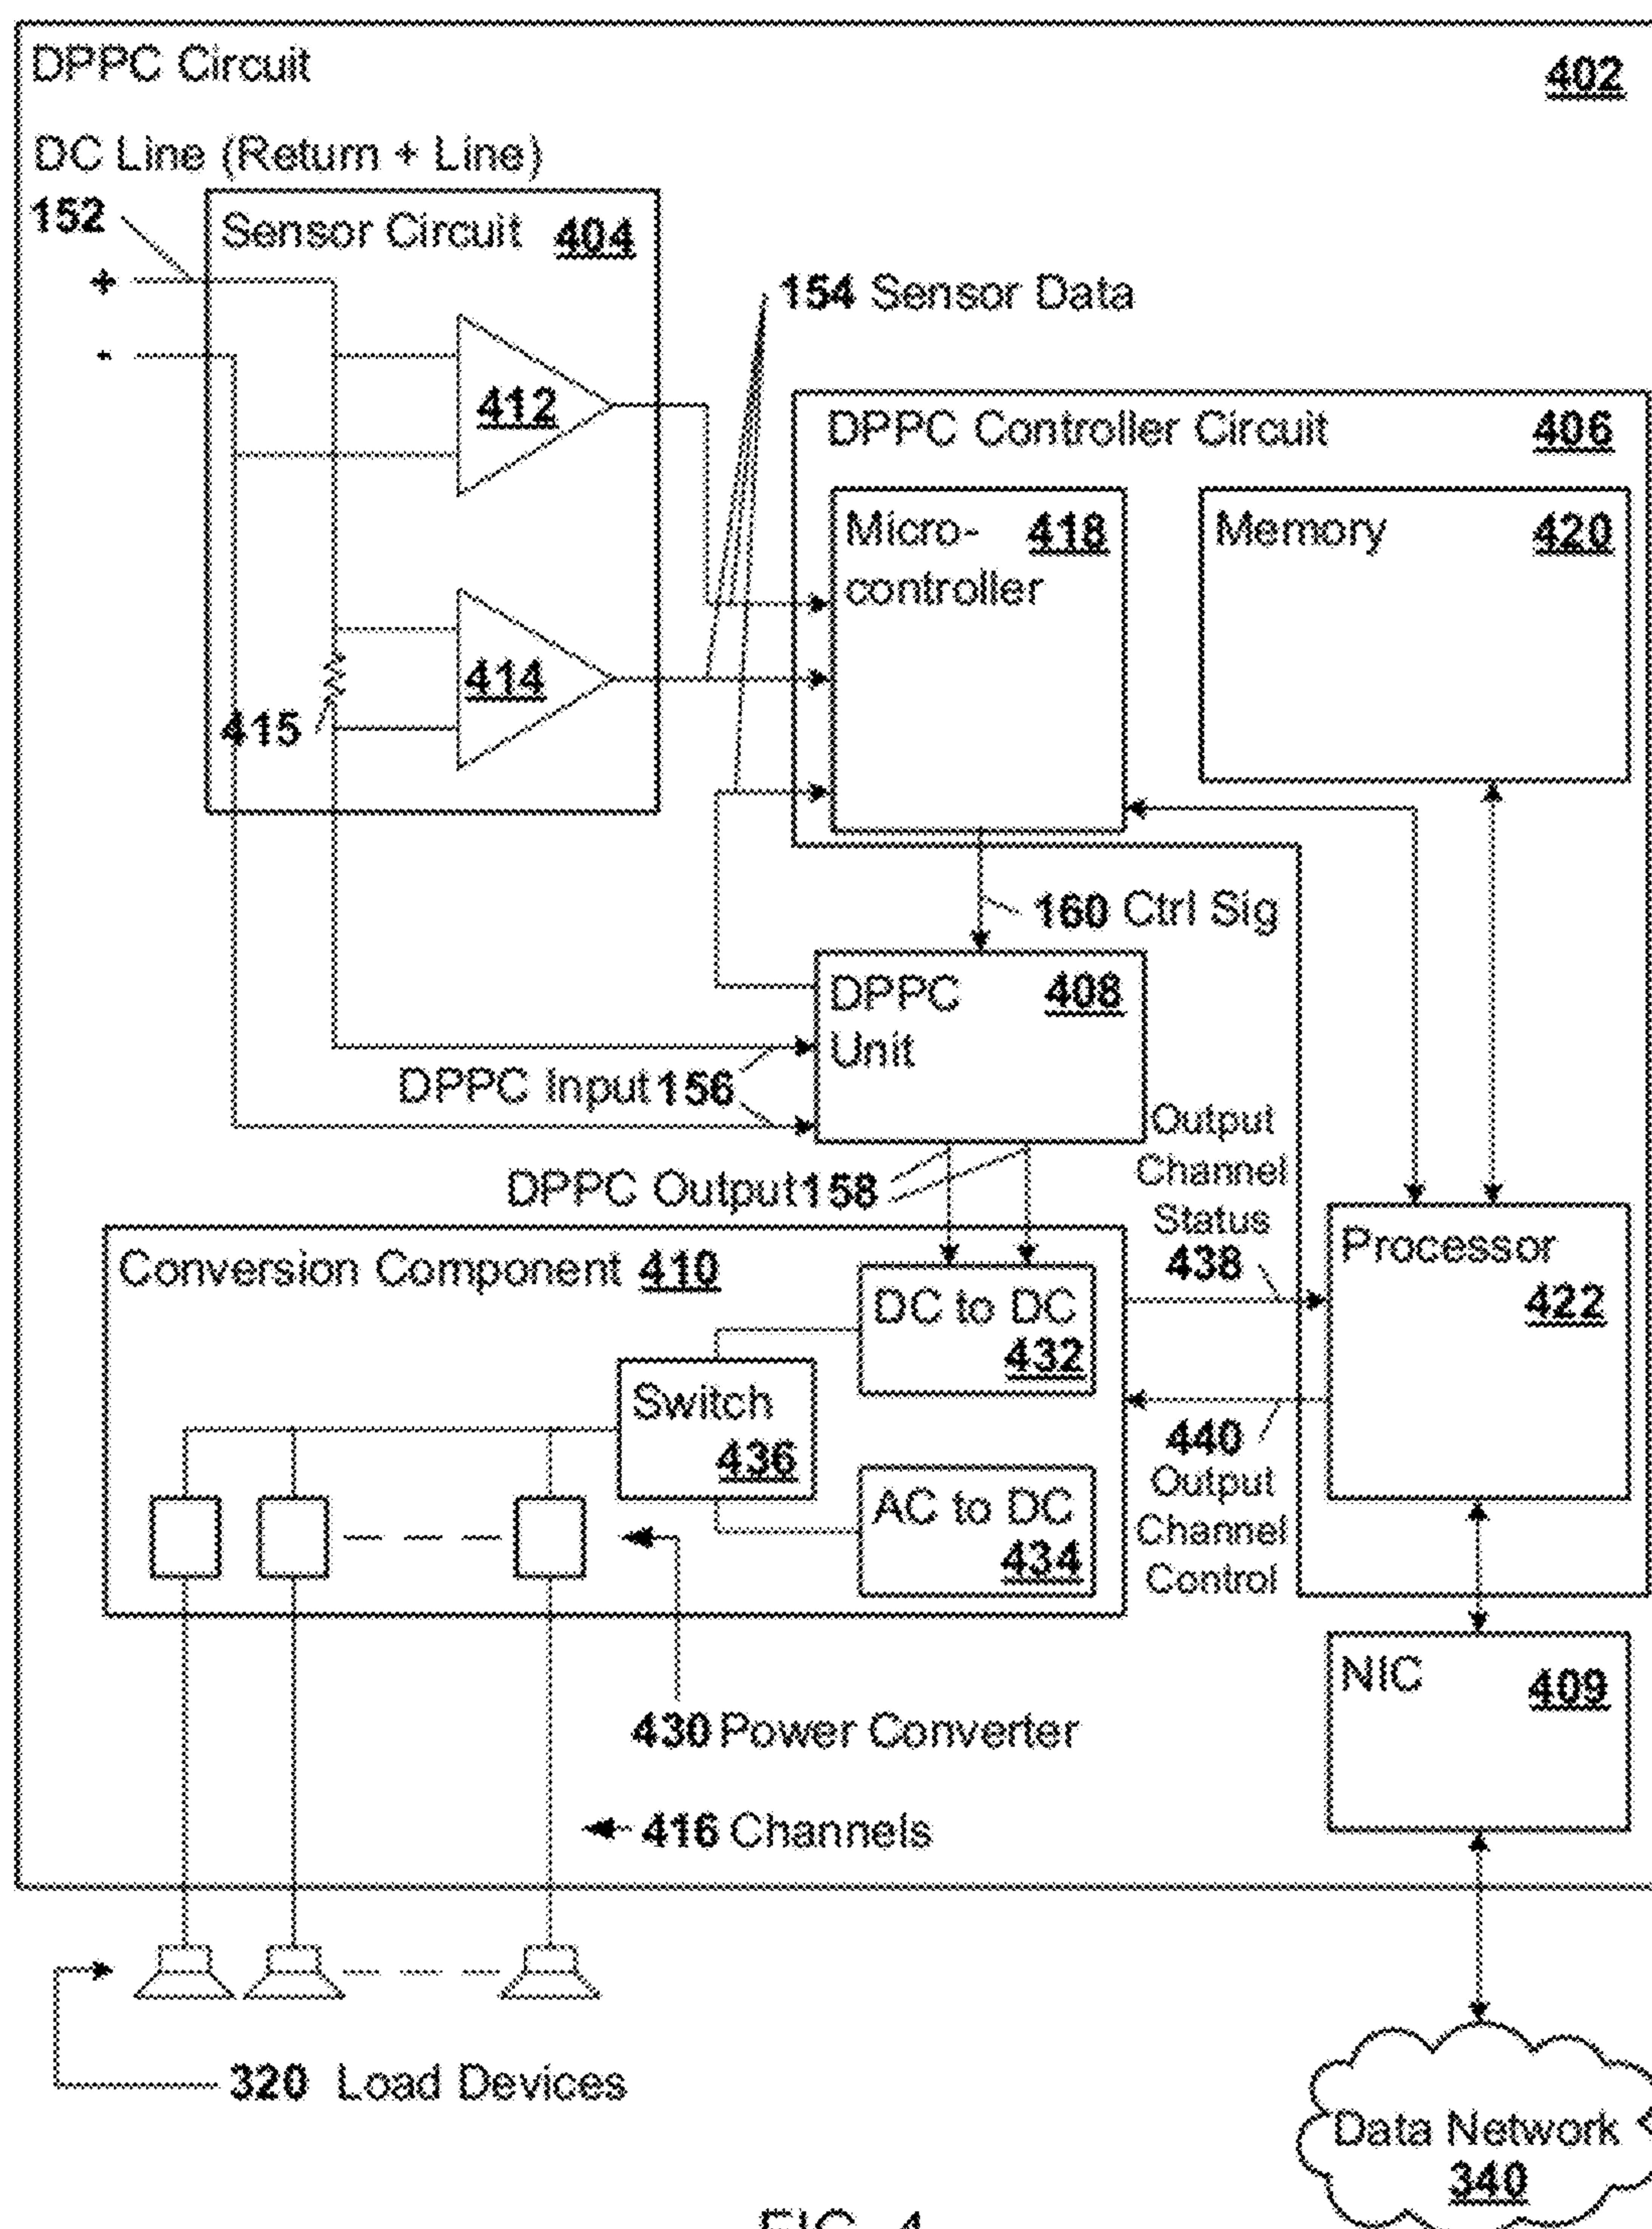 DPPC Circuit
402
DC Line (Return + Line)
152
+
-
Sensor Circuit 404
154 Sensor Data
412
DPPC Controller Circuit 406
Micro-
controller
418
Memory 420
414
415
160 Ctrl Sig
DPPC
Unit
408
DPPC Input 156
DPPC Output 158
Output
Channel
Status
438
Processor
422
Conversion Component 410
DC to DC
432
Switch
436
440
Output
Channel
Control
AC to DC
434
NIC
409
430 Power Converter
416 Channels
320 Load Devices
Data Network
340
FIG. 4